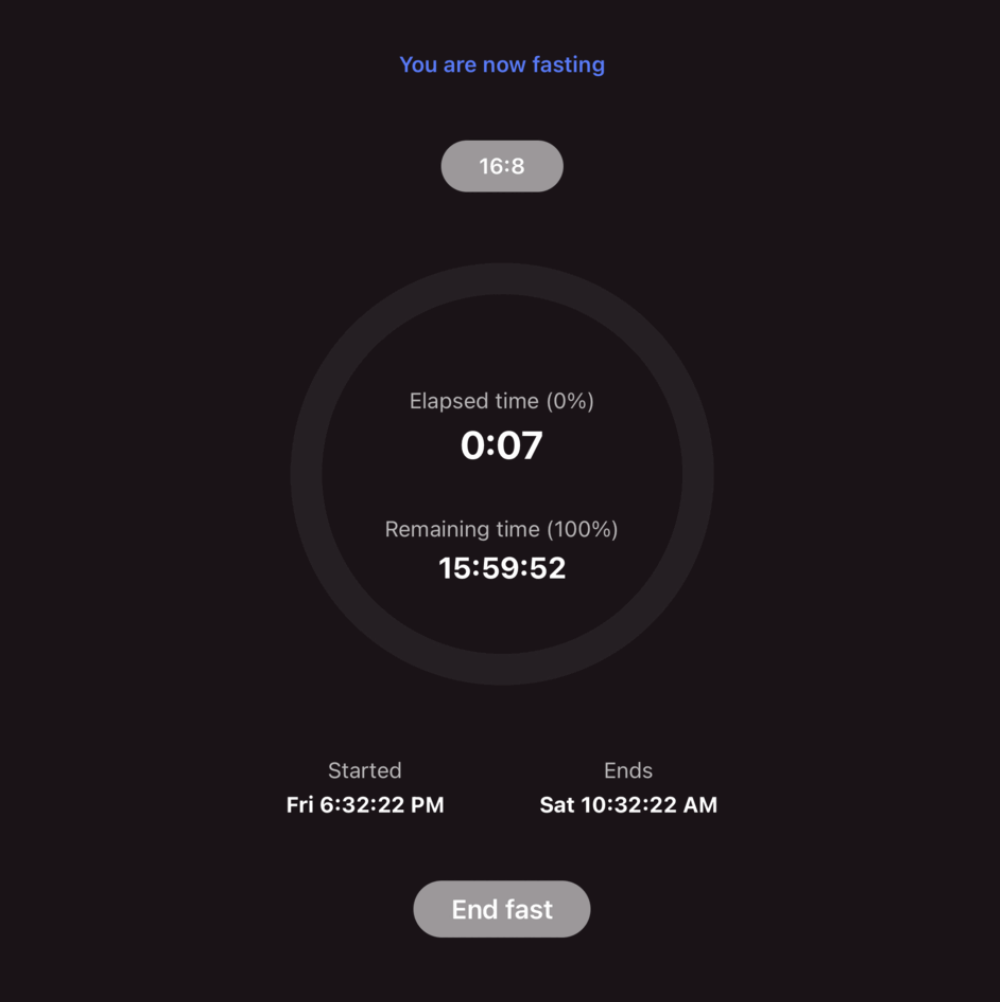 You are now fasting
16:8
Elapsed time (0%)
0:07
Remaining time (100%)
15:59:52
Started
Ends
Fri 6:32:22 PM
Sat 10:32:22 AM
End fast